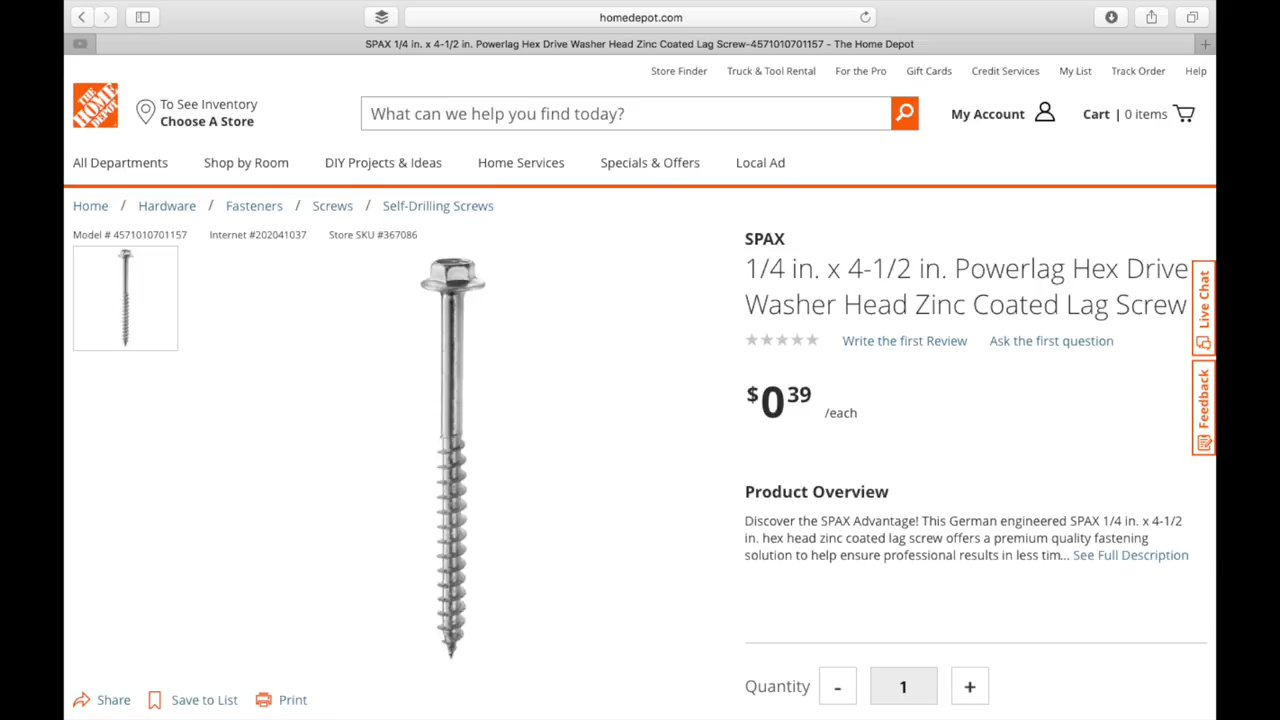 homedepot.com
SPAX 1/4 in. x 4-1/2 in. Powerlag Hex Drive Washer Head Zinc Coated Lag Screw-4571010701157 - The Home Depot
Store Finder Truck & Tool Rental For the Pro Gift Cards Credit Services My List Track Order Help
THE HOME DEPOT
To See Inventory
Choose A Store
What can we help you find today?
My Account
Cart | 0 items
All Departments Shop by Room DIY Projects & Ideas Home Services Specials & Offers Local Ad
Home / Hardware / Fasteners / Screws / Self-Drilling Screws
Model # 4571010701157 Internet #202041037 Store SKU #367086
SPAX
1/4 in. x 4-1/2 in. Powerlag Hex Drive
Washer Head Zinc Coated Lag Screw
Write the first Review Ask the first question
$0 39 /each
Live Chat
Feedback
Product Overview
Discover the SPAX Advantage! This German engineered SPAX 1/4 in. x 4-1/2
in. hex head zinc coated lag screw offers a premium quality fastening
solution to help ensure professional results in less tim... See Full Description
Quantity - 1 +
Share Save to List Print